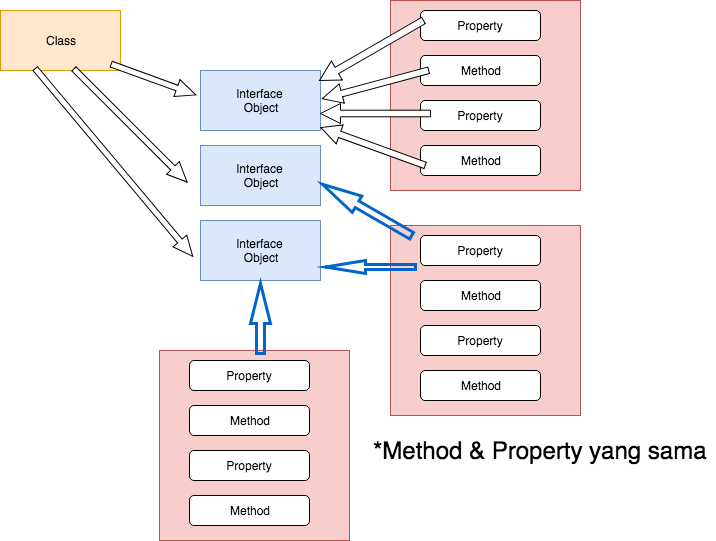 Class
Interface
Object
Interface
Object
Interface
Object
Property
Method
Property
Method
Property
Method
Property
Method
Property
Method
Property
Method
*Method & Property yang sama